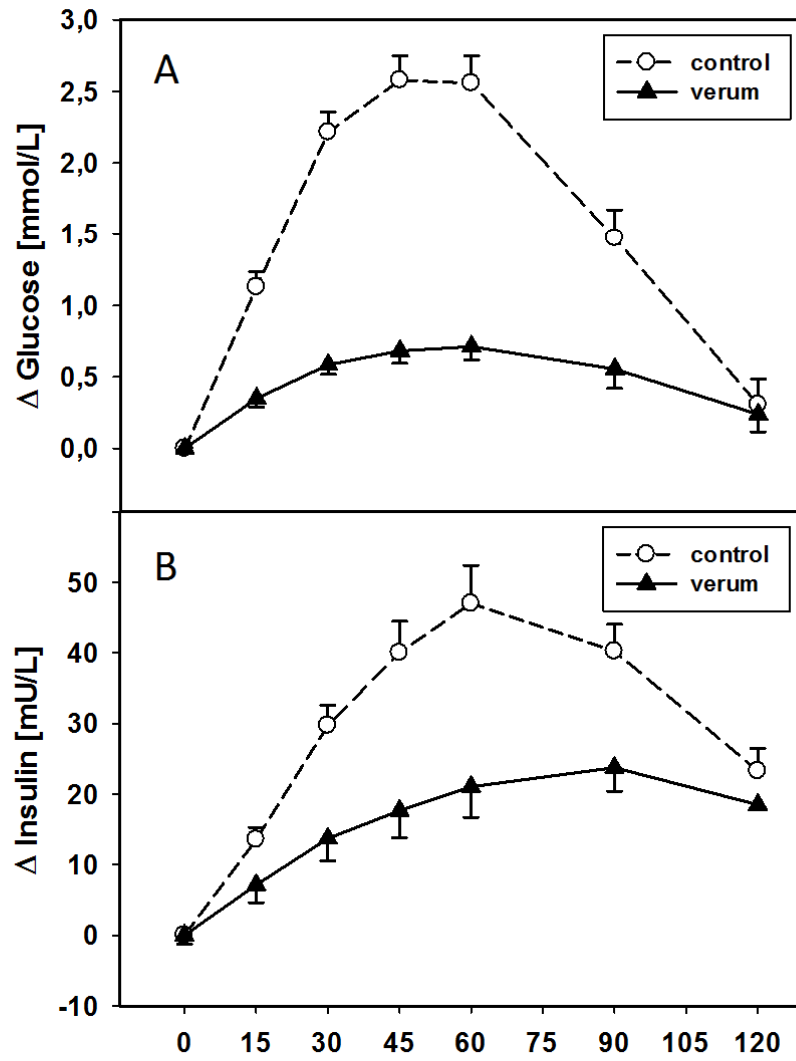 A
control
verum
3,0
2,5
2,0
1,5
1,0
0,5
0,0
Δ Glucose [mmol/L]
B
control
verum
50
40
30
20
10
0
-10
Δ Insulin [mU/L]
0 15 30 45 60 75 90 105 120